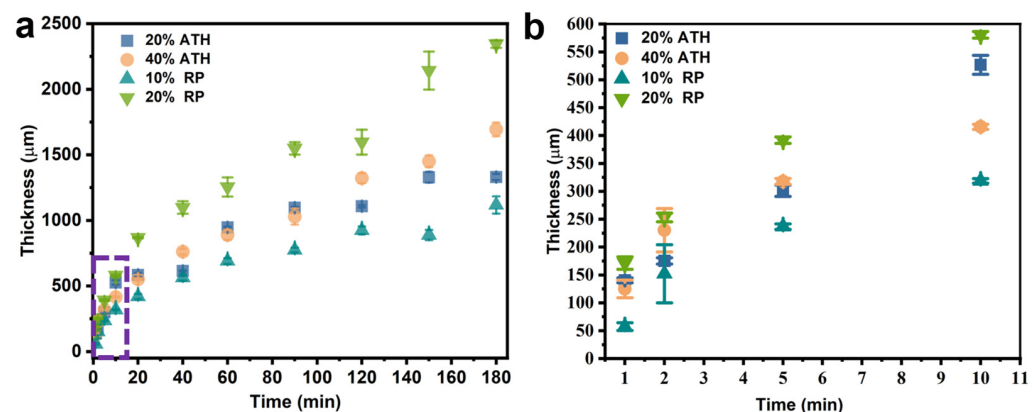 a
2500
2000
1500
1000
500
0
Thickness (μm)
20% ATH
40% ATH
10% RP
20% RP
0 20 40 60 80 100 120 140 160 180
Time (min)
b
600
550
500
450
400
350
300
250
200
150
100
50
0
Thickness (μm)
20% ATH
40% ATH
10% RP
20% RP
1 2 3 4 5 6 7 8 9 10 11
Time (min)